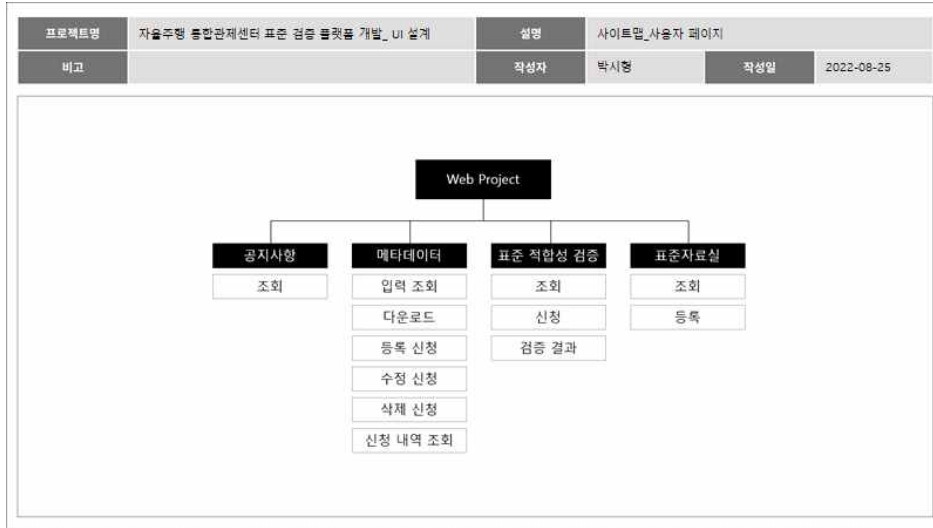 프로젝트명 자율주행 통합관제센터 표준 검증 플랫폼 개발_ UI 설계 설명 사이트맵_사용자 페이지
비고 작성자 박시형 작성일 2022-08-25
Web Project
공지사항 메타데이터 표준 적합성 검증 표준자료실
조회 입력 조회 조회 조회
다운로드 신청 등록
등록 신청 검증 결과
수정 신청
삭제 신청
신청 내역 조회